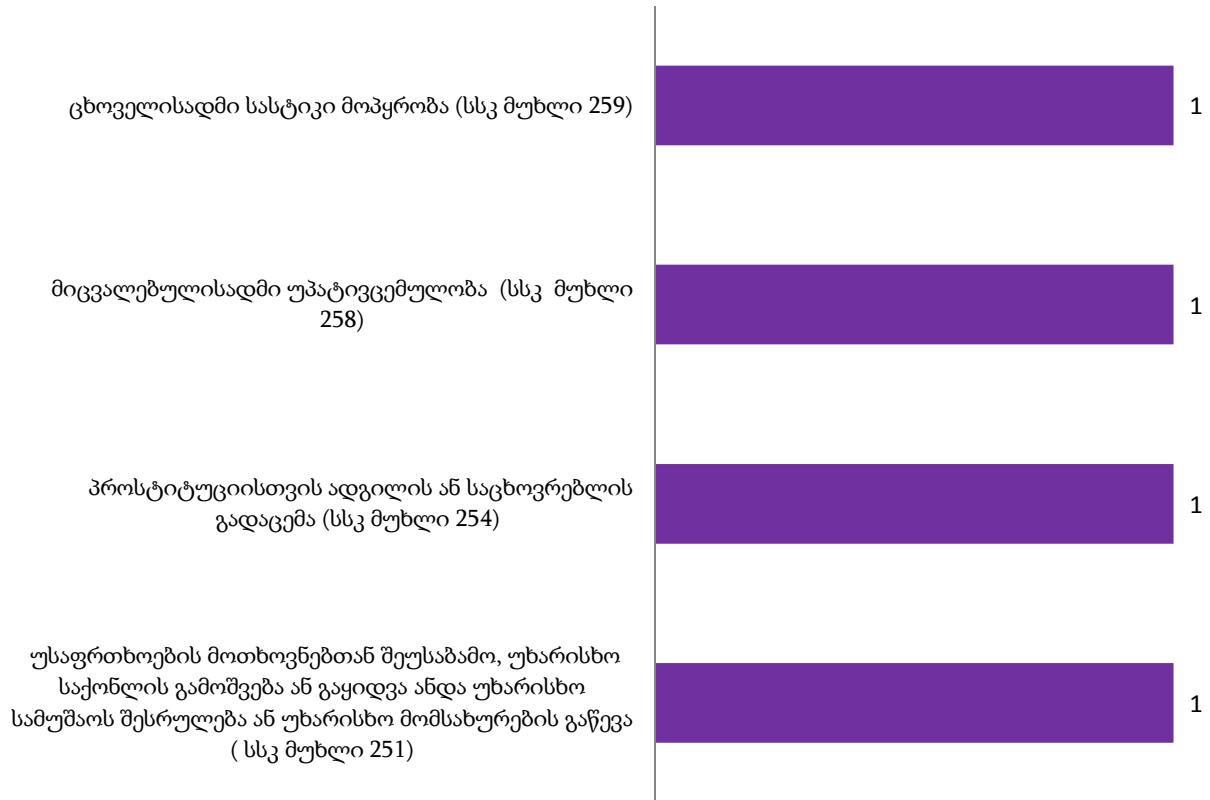 ცხოველისადმი სასტიკი მოპყრობა (სსკ მუხლი 259)
1
მიცვალებულისადმი უპატივცემულობა (სსკ მუხლი
258)
1
პროსტიტუციისთვის ადგილის ან საცხოვრებლის
გადაცემა (სსკ მუხლი 254)
1
უსაფრთხოების მოთხოვნებთან შეუსაბამო, უხარისხო
საქონლის გამოშვება ან გაყიდვა ანდა უხარისხო
სამუშაოს შესრულება ან უხარისხო მომსახურების გაწევა
( სსკ მუხლი 251)
1